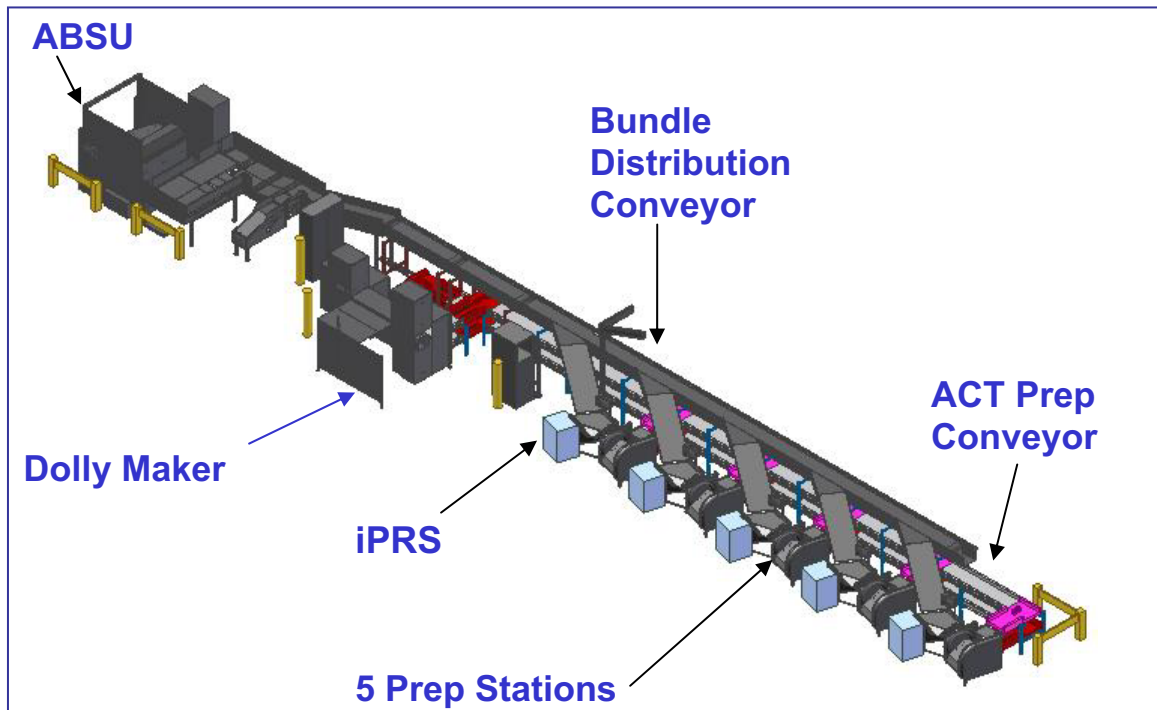 ABSU
Bundle
Distribution
Conveyor
ACT Prep
Conveyor
Dolly Maker
iPRS
5 Prep Stations